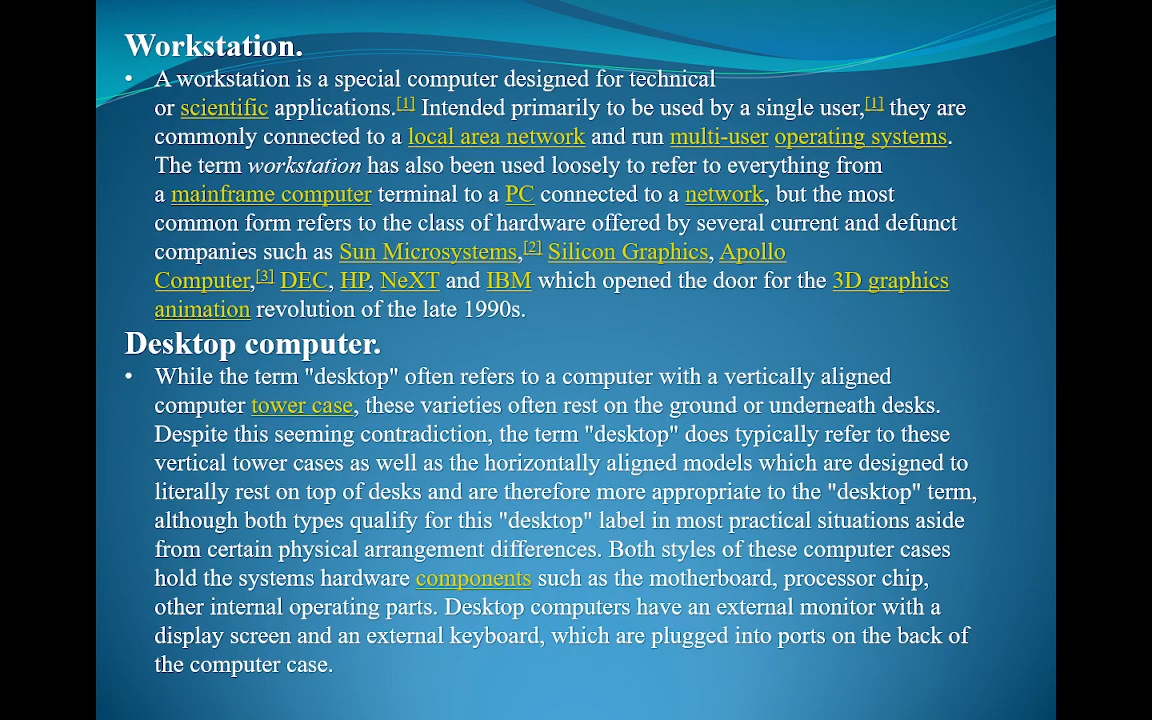 Workstation.
• A workstation is a special computer designed for technical
or scientific applications.[1] Intended primarily to be used by a single user,[1] they are
commonly connected to a local area network and run multi-user operating systems.
The term workstation has also been used loosely to refer to everything from
a mainframe computer terminal to a PC connected to a network, but the most
common form refers to the class of hardware offered by several current and defunct
companies such as Sun Microsystems,[2] Silicon Graphics, Apollo
Computer,[3] DEC, HP, NeXT and IBM which opened the door for the 3D graphics
animation revolution of the late 1990s.
Desktop computer.
• While the term "desktop" often refers to a computer with a vertically aligned
computer tower case, these varieties often rest on the ground or underneath desks.
Despite this seeming contradiction, the term "desktop" does typically refer to these
vertical tower cases as well as the horizontally aligned models which are designed to
literally rest on top of desks and are therefore more appropriate to the "desktop" term,
although both types qualify for this "desktop" label in most practical situations aside
from certain physical arrangement differences. Both styles of these computer cases
hold the systems hardware components such as the motherboard, processor chip,
other internal operating parts. Desktop computers have an external monitor with a
display screen and an external keyboard, which are plugged into ports on the back of
the computer case.